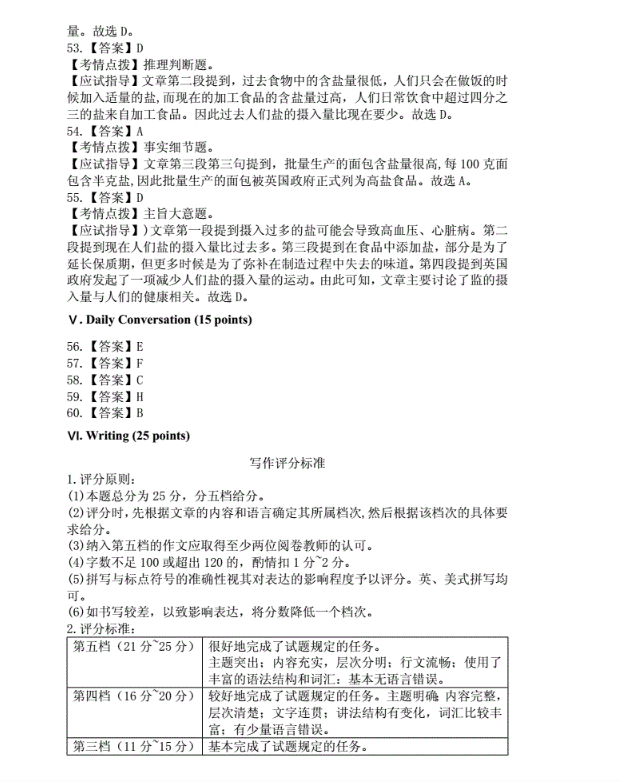 量。故选 D。
53.【答案】D
【考情点拨】推理判断题。
【应试指导】文章第二段提到，过去食物中的含盐量很低，人们只会在做饭的时
候加入适量的盐,而现在的加工食品的含盐量过高，人们日常饮食中超过四分之
三的盐来自加工食品。因此过去人们盐的摄入量比现在要少。故选 D。
54.【答案】A
【考情点拨】事实细节题。
【应试指导】文章第三段第三句提到，批量生产的面包含盐量很高,每 100 克面
包含半克盐,因此批量生产的面包被英国政府正式列为高盐食品。故选 A。
55.【答案】D
【考情点拨】主旨大意题。
【应试指导】)文章第一段提到摄入过多的盐可能会导致高血压、心脏病。第二
段提到现在人们盐的摄入量比过去多。第三段提到在食品中添加盐，部分是为了
延长保质期，但更多时候是为了弥补在制造过程中失去的味道。第四段提到英国
政府发起了一项减少人们盐的摄入量的运动。由此可知，文章主要讨论了监的摄
入量与人们的健康相关。故选 D。
Ⅴ. Daily Conversation (15 points)
56.【答案】E
57.【答案】F
58.【答案】C
59.【答案】H
60.【答案】B
Ⅵ. Writing (25 points)
写作评分标准
1.评分原则：
(1)本题总分为 25 分，分五档给分。
(2)评分时,先根据文章的内容和语言确定其所属档次,然后根据该档次的具体要
求给分。
(3)纳入第五档的作文应取得至少两位阅卷教师的认可。
(4)字数不足 100 或超出 120 的，酌情扣 1 分~2 分。
(5)拼写与标点符号的准确性视其对表达的影响程度予以评分。英、美式拼写均
可。
(6)如书写较差，以致影响表达，将分数降低一个档次。
2.评分标准：
第五档（21 分~25 分） 很好地完成了试题规定的任务。
主题突出；内容充实，层次分明；行文流畅；使用了
丰富的语法结构和词汇：基本无语言错误。
第四档（16 分~20 分） 较好地完成了试题规定的任务。主题明确 内容完整，
层次清楚；文字连贯；讲法结构有变化，词汇比较丰
富；有少量语言错误。
第三档（11 分~15 分） 基本完成了试题规定的任务。